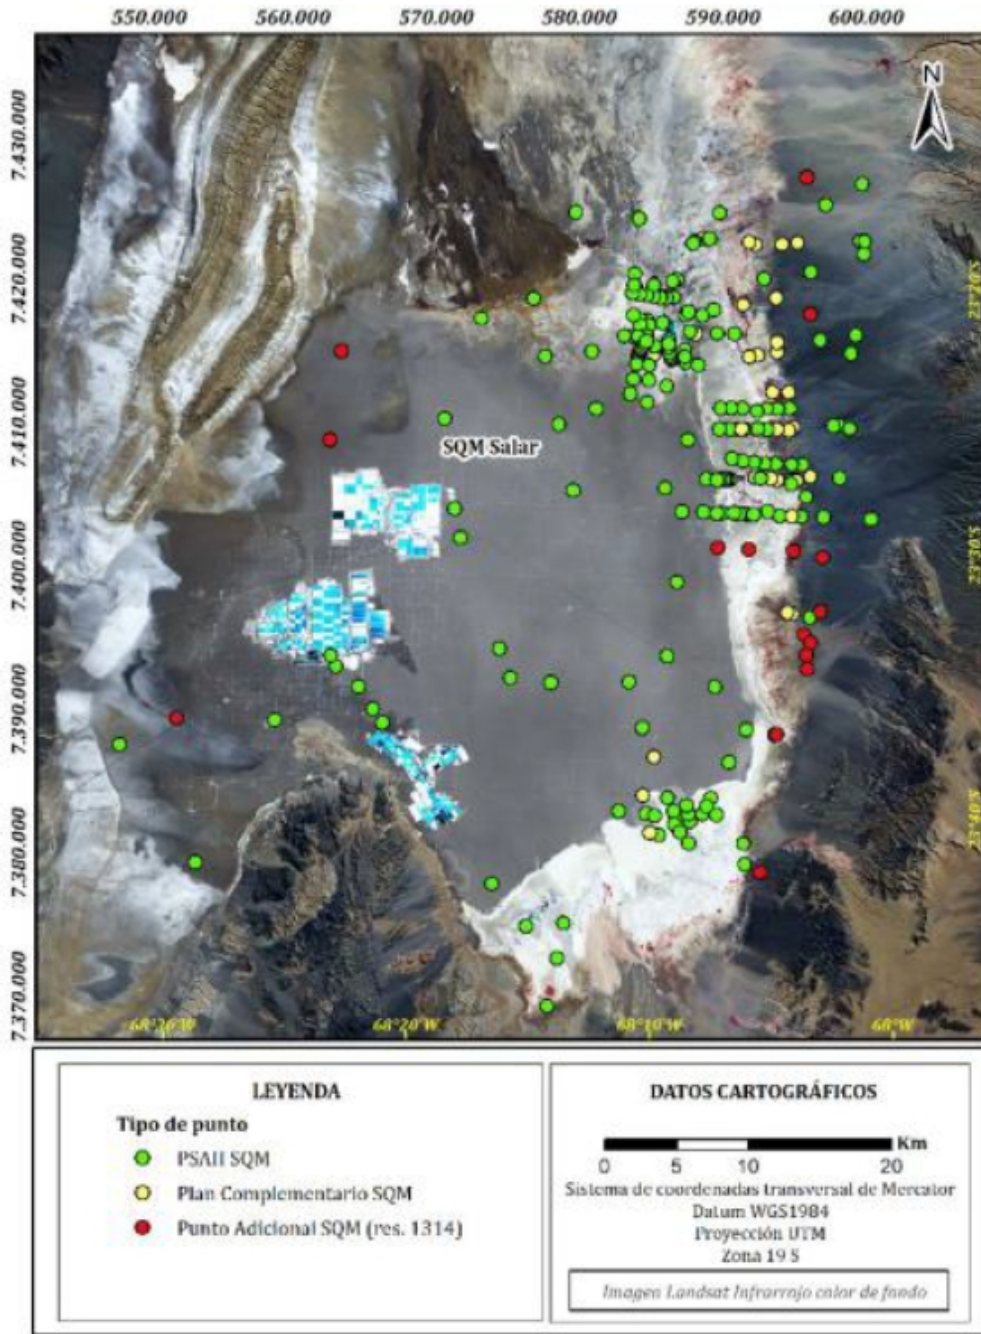 550.000 560.000 570.000 580.000 590.000 600.000
N
7.430.000
7.420.000
7.410.000
7.400.000
7.390.000
7.380.000
7.370.000
SQM Salar
68°20'W
68°10'W
68°W
LEYENDA
Tipo de punto
PSAH SQM
Plan Complementario SQM
Punto Adicional SQM (res. 1314)
DATOS CARTOGRÁFICOS
Km
0 5 10 20
Sistema de coordenadas transversal de Mercator
Datum WGS1984
Proyección UTM
Zona 19 S
Imagen Landsat Infrarrojo color de fondo